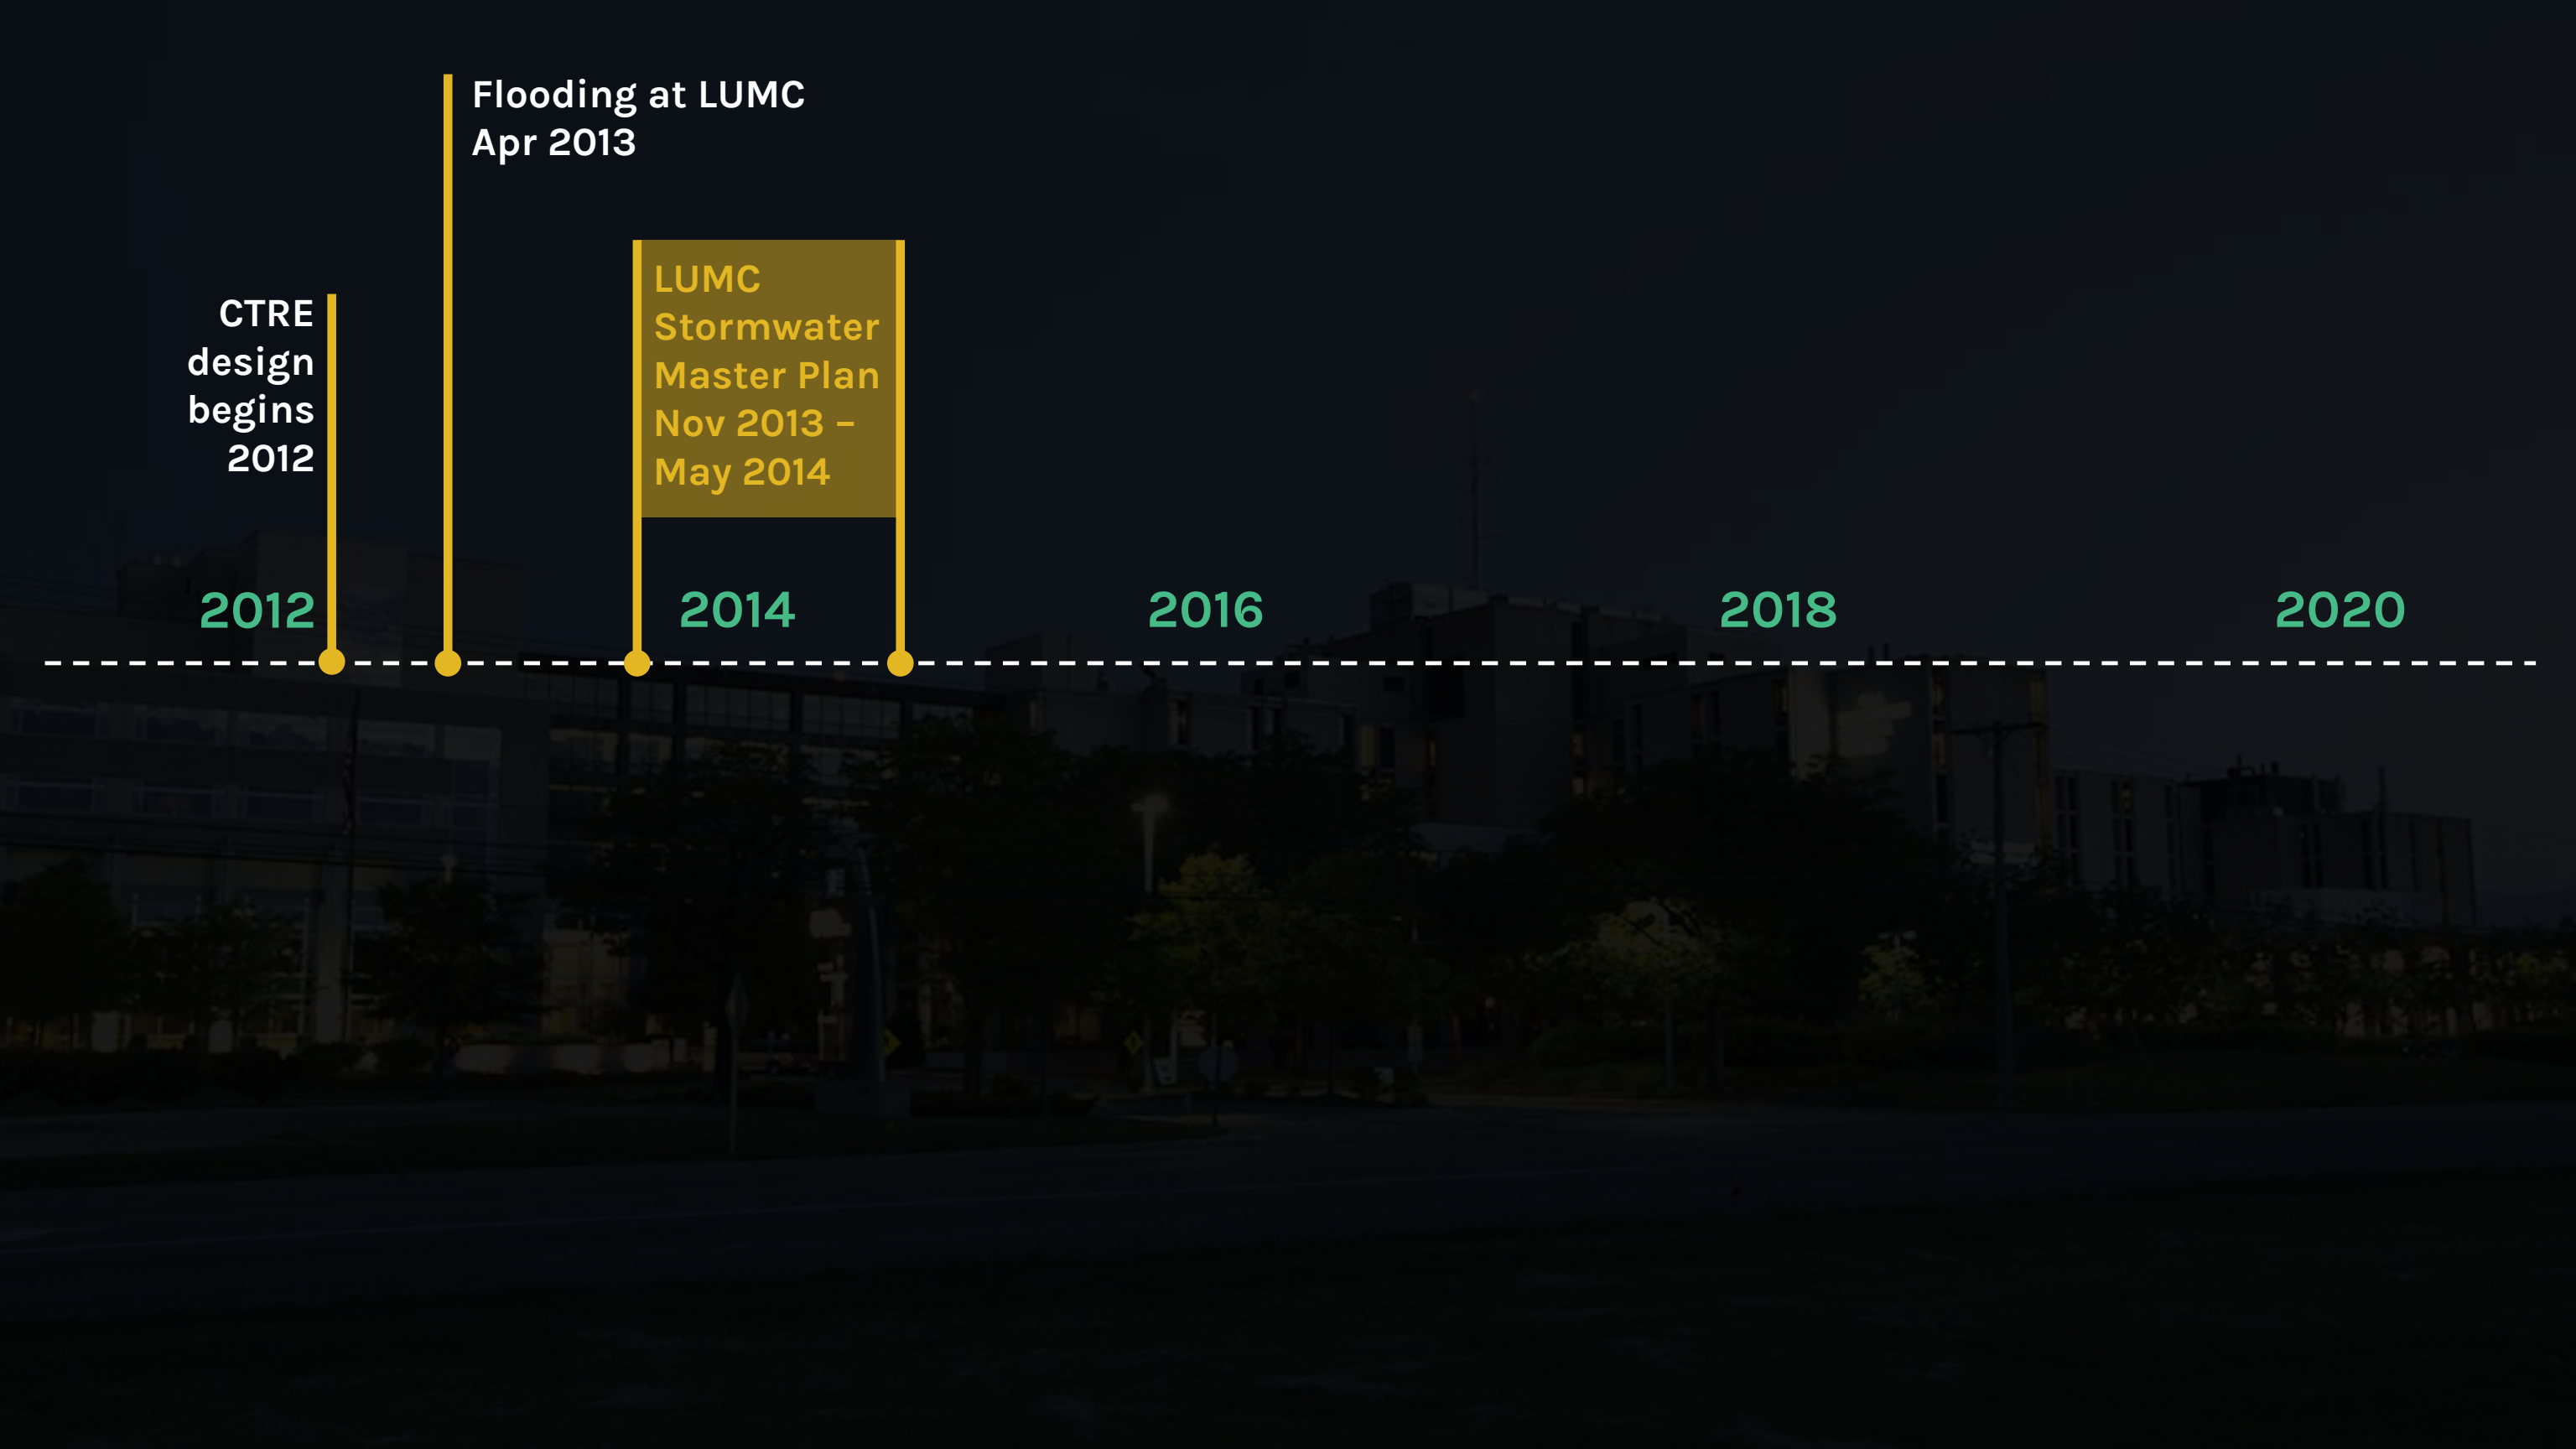 Flooding at LUMC
Apr 2013
CTRE
design
begins
2012
LUMC
Stormwater
Master Plan
Nov 2013 –
May 2014
2012
2014
2016
2018
2020